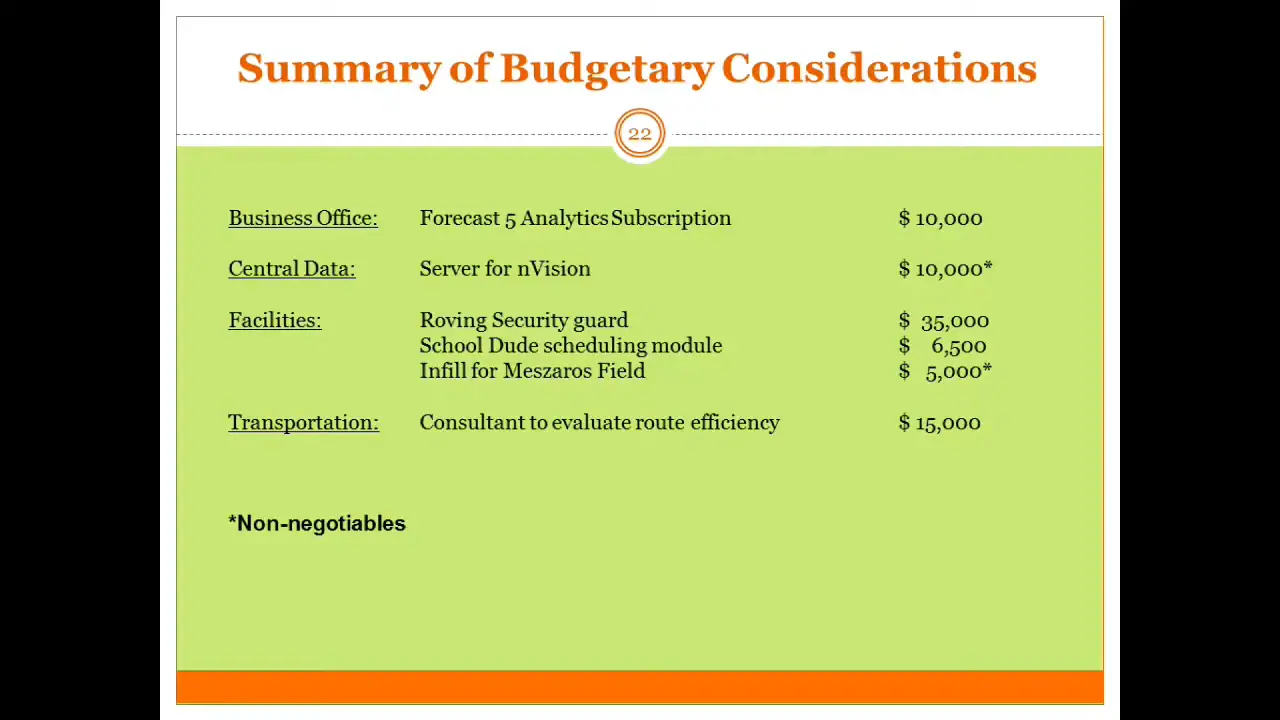 Summary of Budgetary Considerations
22
Business Office: Forecast 5 Analytics Subscription $ 10,000
Central Data: Server for nVision $ 10,000*
Facilities: Roving Security guard $ 35,000
School Dude scheduling module $ 6,500
Infill for Meszaros Field $ 5,000*
Transportation: Consultant to evaluate route efficiency $ 15,000
*Non-negotiables